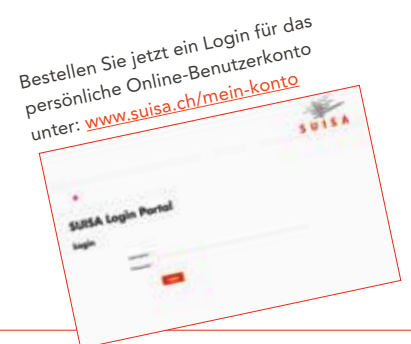 Bestellen Sie jetzt ein Login für das
persönliche Online-Benutzerkonto
unter: www.suisa.ch/mein-konto
SUISA
SUISA Login Portal
Login